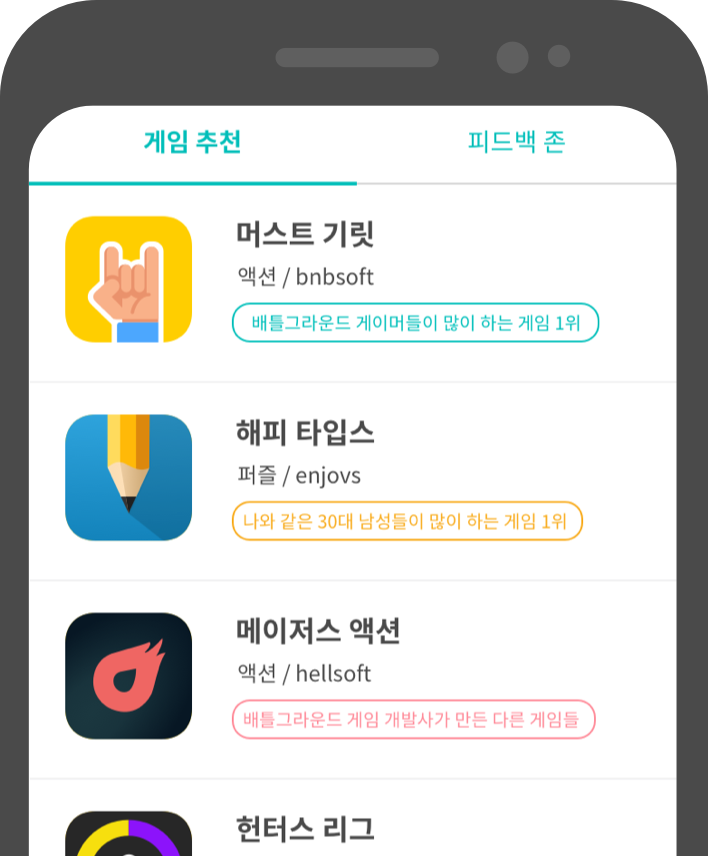 게임 추천
피드백 존
머스트 기릿
액션 / bnbsoft
배틀그라운드 게이머들이 많이 하는 게임 1위
해피 타입스
퍼즐 / enjovs
나와 같은 30대 남성들이 많이 하는 게임 1위
메이저스 액션
액션 / hellsoft
배틀그라운드 게임 개발사가 만든 다른 게임들
헌터스 리그